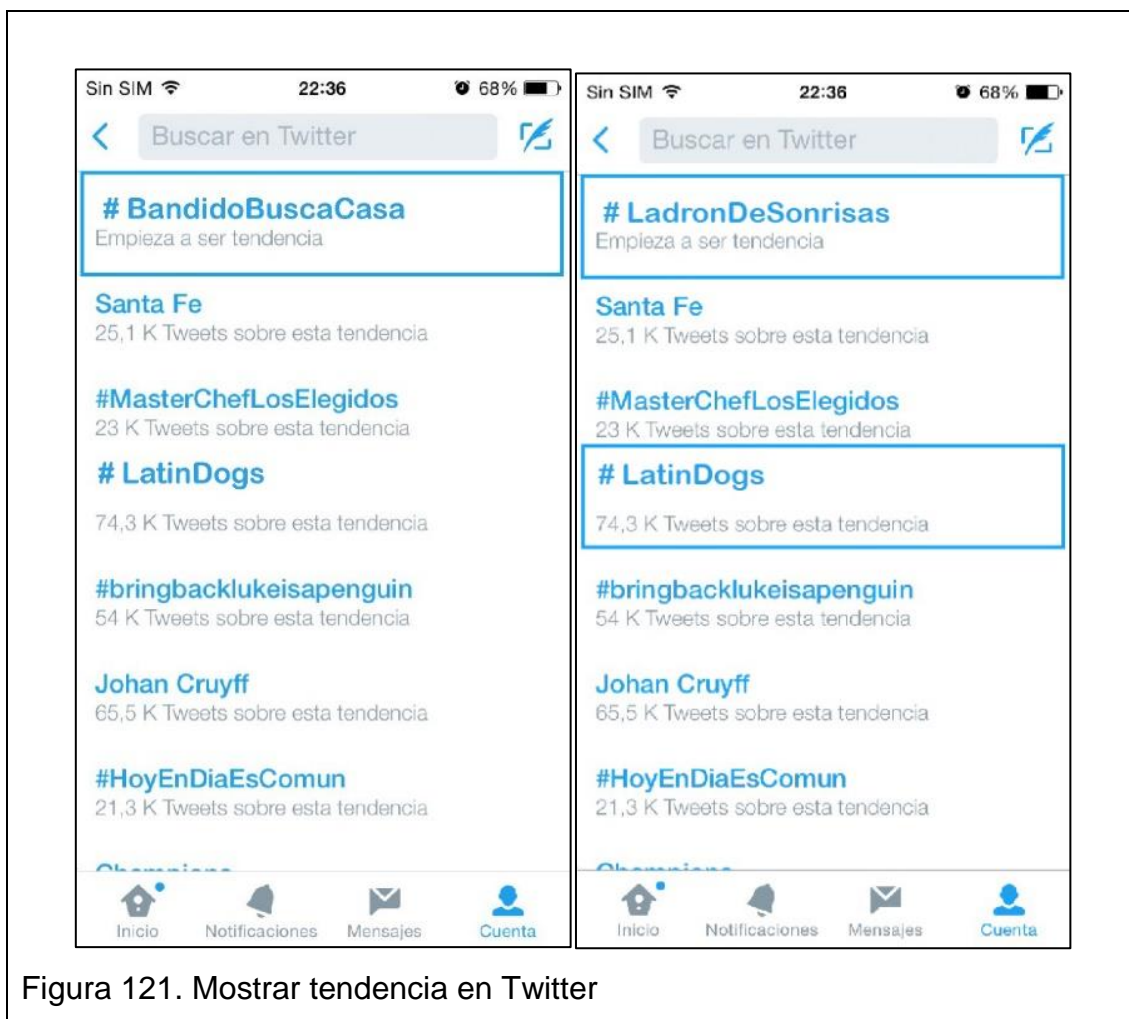 Sin SIM 22:36 68%
Buscar en Twitter
# BandidoBuscaCasa
Empieza a ser tendencia
Santa Fe
25,1 K Tweets sobre esta tendencia
#MasterChefLosElegidos
23 K Tweets sobre esta tendencia
# LatinDogs
74,3 K Tweets sobre esta tendencia
#bringbacklukeisapenguin
54 K Tweets sobre esta tendencia
Johan Cruyff
65,5 K Tweets sobre esta tendencia
#HoyEnDiaEsComun
21,3 K Tweets sobre esta tendencia
Inicio Notificaciones Mensajes Cuenta
Sin SIM 22:36 68%
Buscar en Twitter
# LadronDeSonrisas
Empieza a ser tendencia
Santa Fe
25,1 K Tweets sobre esta tendencia
#MasterChefLosElegidos
23 K Tweets sobre esta tendencia
# LatinDogs
74,3 K Tweets sobre esta tendencia
#bringbacklukeisapenguin
54 K Tweets sobre esta tendencia
Johan Cruyff
65,5 K Tweets sobre esta tendencia
#HoyEnDiaEsComun
21,3 K Tweets sobre esta tendencia
Inicio Notificaciones Mensajes Cuenta
Figura 121. Mostrar tendencia en Twitter